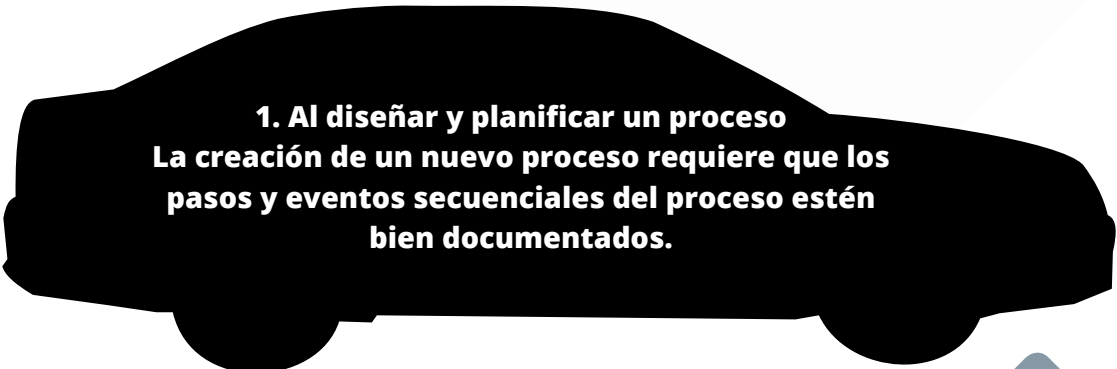 1. Al diseñar y planificar un proceso
La creación de un nuevo proceso requiere que los
pasos y eventos secuenciales del proceso estén
bien documentados.